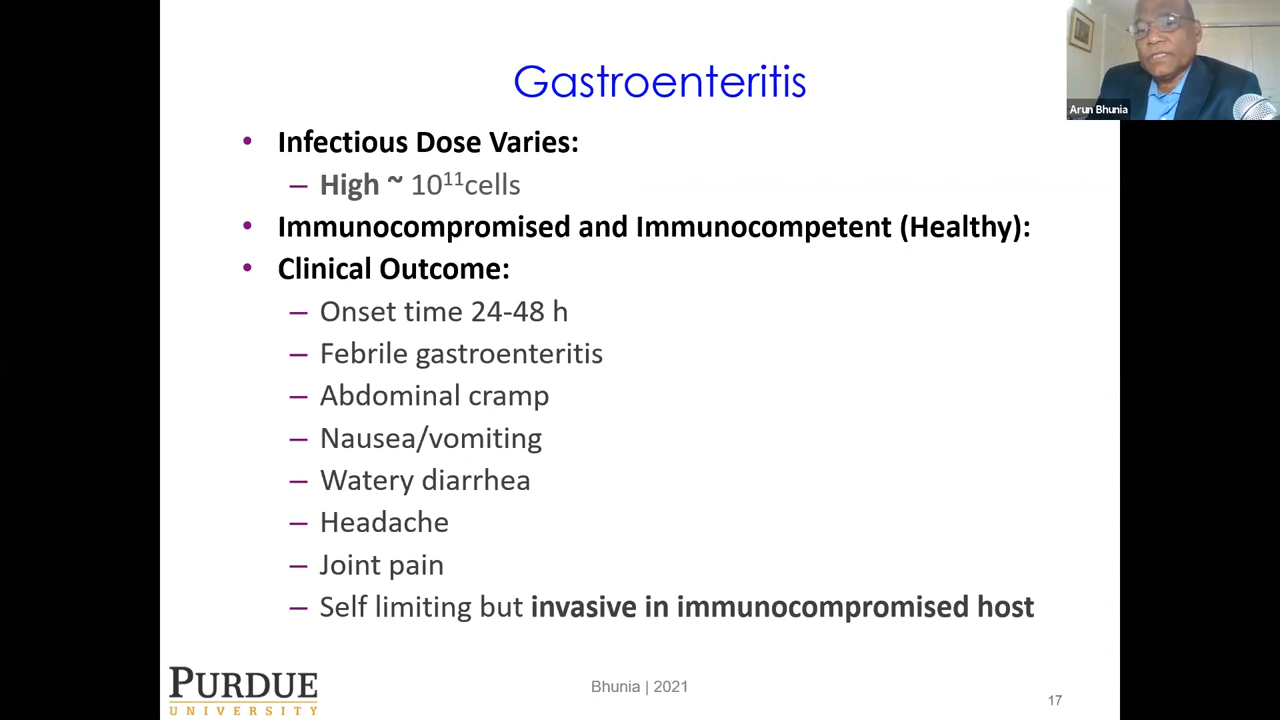 Gastroenteritis
Arun Bhunia
• Infectious Dose Varies:
– High ~ 10¹¹cells
• Immunocompromised and Immunocompetent (Healthy):
• Clinical Outcome:
– Onset time 24-48 h
– Febrile gastroenteritis
– Abdominal cramp
– Nausea/vomiting
– Watery diarrhea
– Headache
– Joint pain
– Self limiting but invasive in immunocompromised host
PURDUE
UNIVERSITY
Bhunia | 2021
17